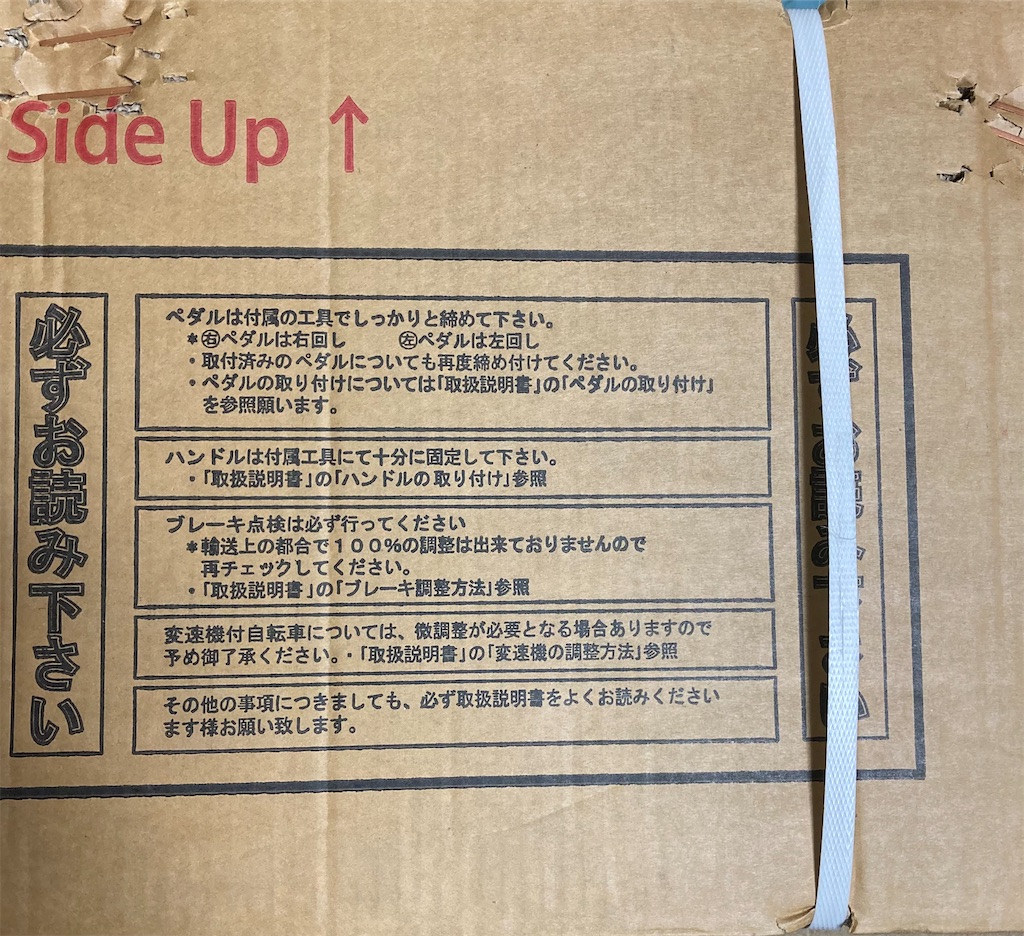 Side Up ↑
必ずお読み下さい
ペダルは付属の工具でしっかりと締めて下さい。
＊㊨ペダルは右回し　㊧ペダルは左回し
・取付済みのペダルについても再度締め付けてください。
・ペダルの取り付けについては「取扱説明書」の「ペダルの取り付け」
を参照願います。
ハンドルは付属工具にて十分に固定して下さい。
・「取扱説明書」の「ハンドルの取り付け」参照
ブレーキ点検は必ず行ってください
＊輸送上の都合で１００％の調整は出来ておりませんので
再チェックしてください。
・「取扱説明書」の「ブレーキ調整方法」参照
変速機付自転車については、微調整が必要となる場合ありますので
予め御了承ください。・「取扱説明書」の「変速機の調整方法」参照
その他の事項につきましても、必ず取扱説明書をよくお読みください
ます様お願い致します。